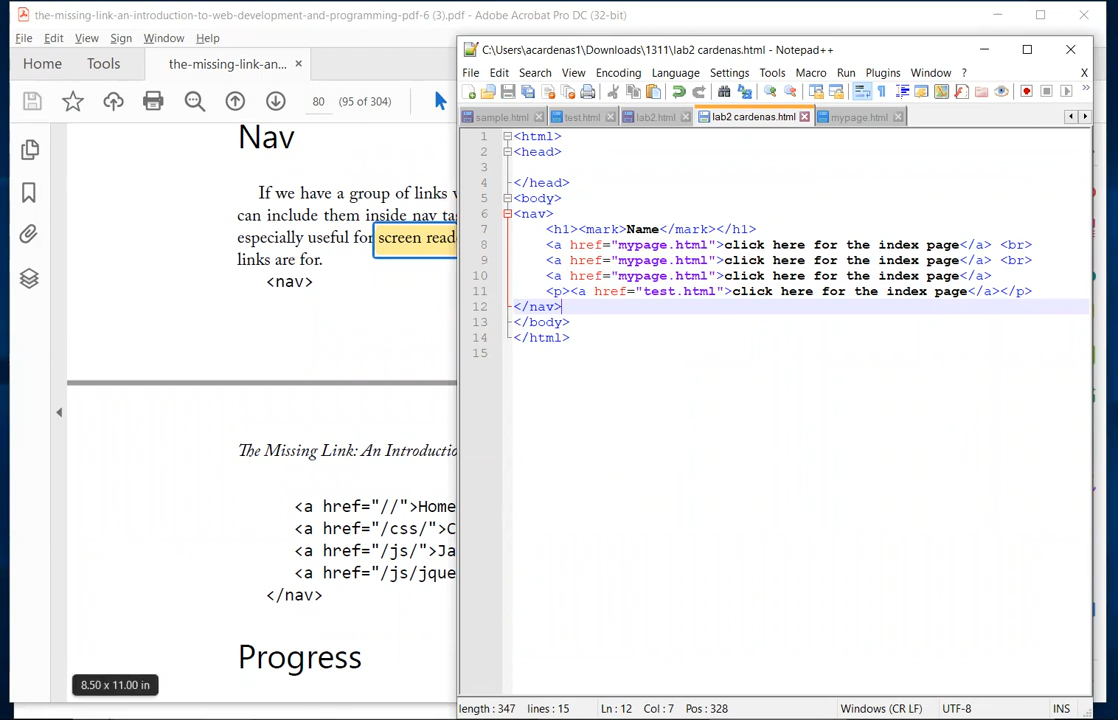 the-missing-link-an-introduction-to-web-development-and-programming-pdf-6 (3).pdf - Adobe Acrobat Pro DC (32-bit)
File Edit View Sign Window Help
Home Tools the-missing-link-an... ×
80 (95 of 304)
Nav
If we have a group of links
can include them inside nav
especially useful for screen
links are for.
<nav>
The Missing Link: An
<a href="//">Home
<a href="/css/">C
<a href="/js/">Ja
<a href="/js/jque
</nav>
Progress
8.50 x 11.00 in
C:\Users\acardenas1\Downloads\1311\lab2 cardenas.html - Notepad++
File Edit Search View Encoding Language Settings Tools Macro Run Plugins Window ? X
sample.html test.html lab2.html lab2 cardenas.html mypage.html
1 <html>
2 <head>
3
4 </head>
5 <body>
6 <nav>
7 <h1><mark>Name</mark></h1>
8 <a href="mypage.html">click here for the index page</a> <br>
9 <a href="mypage.html">click here for the index page</a> <br>
10 <a href="mypage.html">click here for the index page</a>
11 <p><a href="test.html">click here for the index page</a></p>
12 </nav>
13 </body>
14 </html>
15
length : 347 lines : 15 Ln : 12 Col : 7 Pos : 328 Windows (CR LF) UTF-8 INS